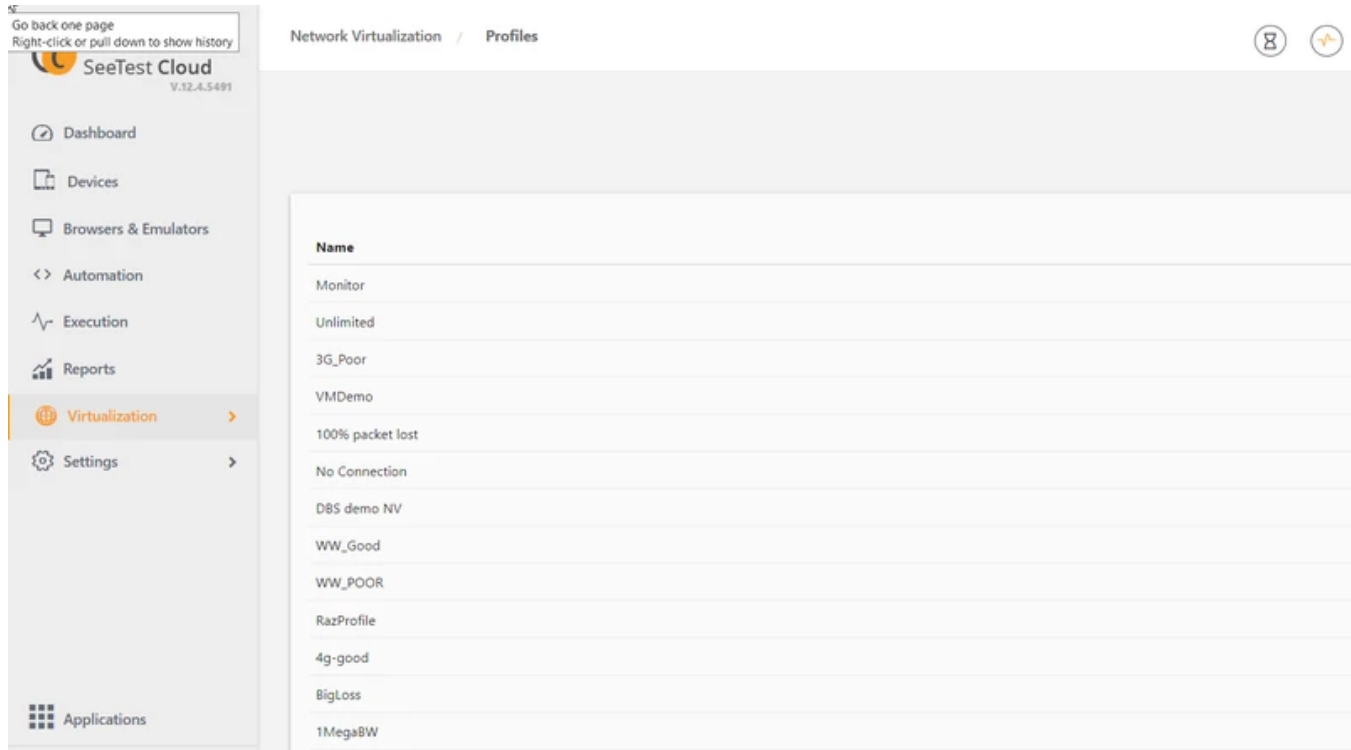 Go back one page
Right-click or pull down to show history
SeeTest Cloud
V.12.4.5491
Network Virtualization / Profiles
Dashboard
Devices
Browsers & Emulators
Automation
Execution
Reports
Virtualization
Settings
Applications
Name
Monitor
Unlimited
3G_Poor
VMDemo
100% packet lost
No Connection
DBS demo NV
WW_Good
WW_POOR
RazProfile
4g-good
BigLoss
1MegaBW